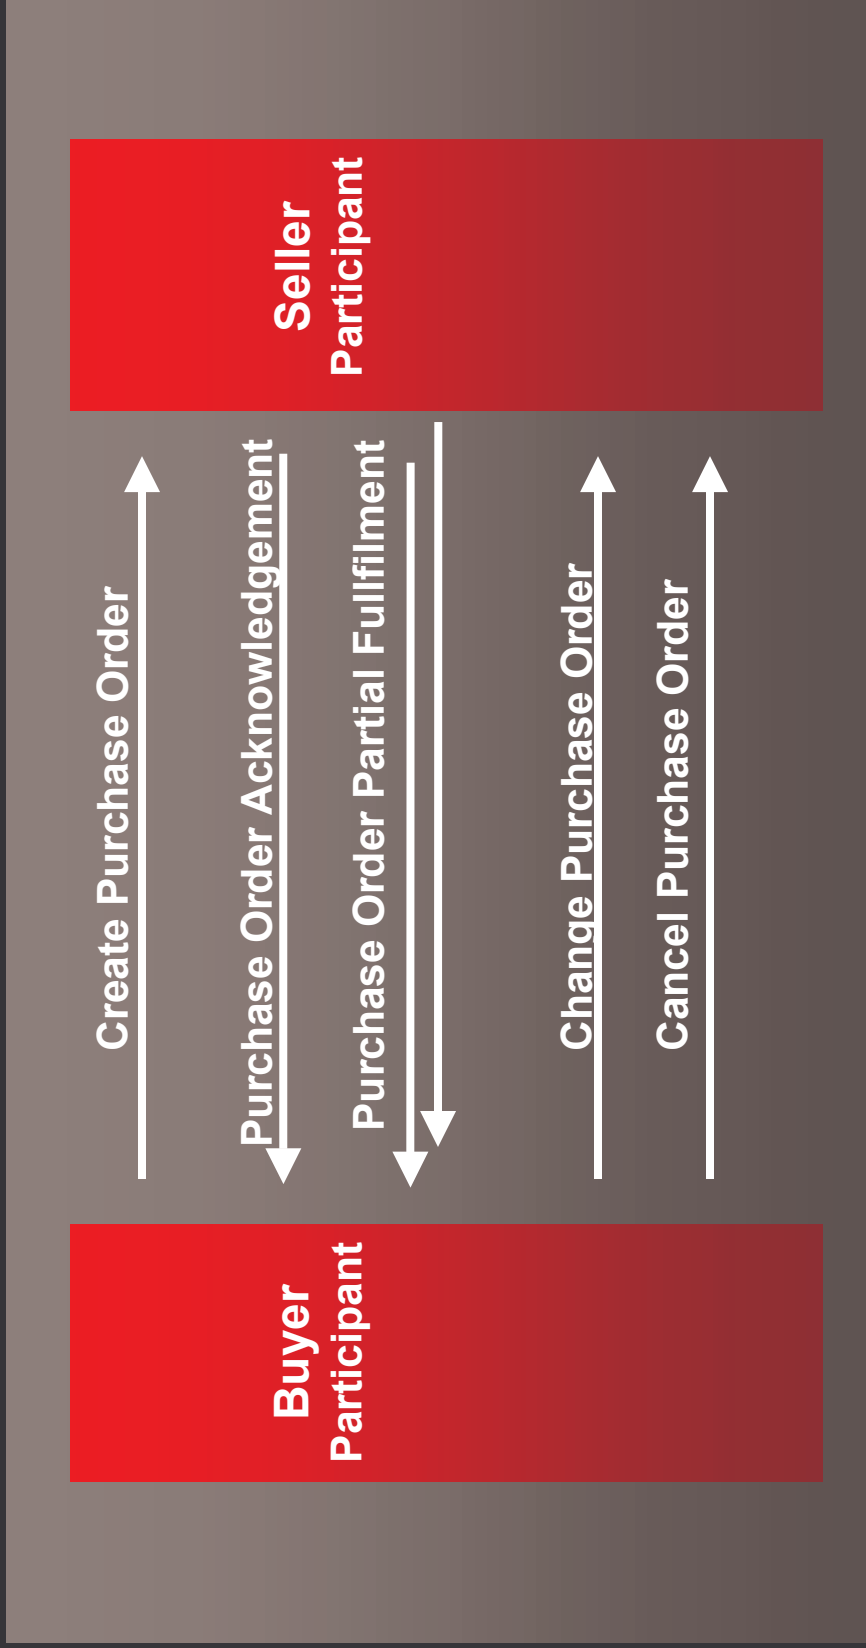 Buyer
Participant
Create Purchase Order
Purchase Order Acknowledgement
Purchase Order Partial Fullfilment
Change Purchase Order
Cancel Purchase Order
Seller
Participant